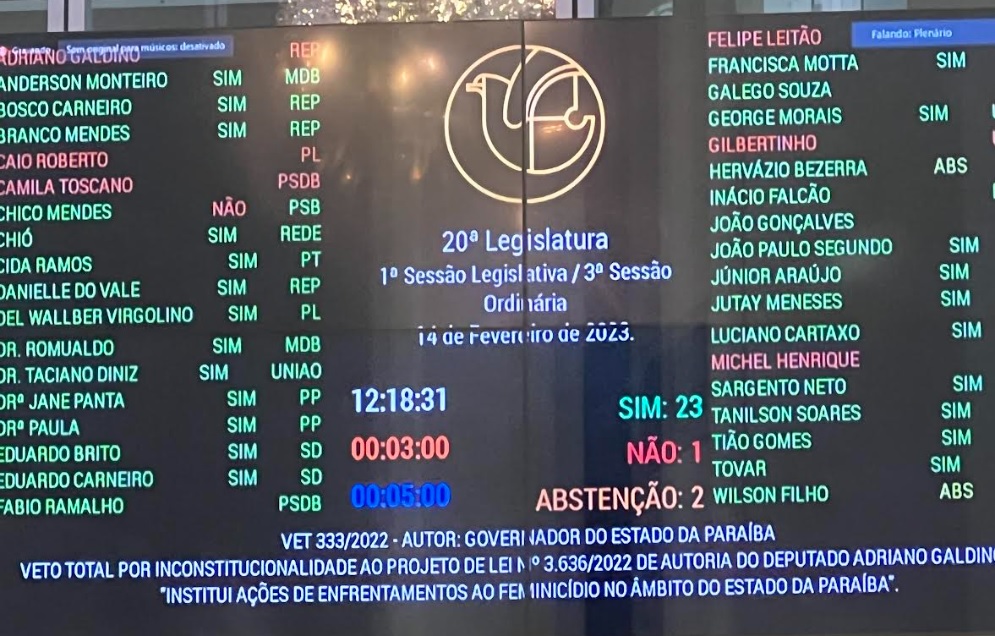 Som original para músicos: desativado
Falando: Plenário
ADRIANO GALDINO REP
ANDERSON MONTEIRO SIM MDB
BOSCO CARNEIRO SIM REP
BRANCO MENDES SIM REP
CAIO ROBERTO PL
CAMILA TOSCANO PSDB
CHICO MENDES NÃO PSB
CHIÓ SIM REDE
CIDA RAMOS SIM PT
DANIELLE DO VALE SIM REP
DEL WALLBER VIRGOLINO SIM PL
DR. ROMUALDO SIM MDB
DR. TACIANO DINIZ SIM UNIAO
DRª JANE PANTA SIM PP
DRª PAULA SIM PP
EDUARDO BRITO SIM SD
EDUARDO CARNEIRO SIM SD
FABIO RAMALHO PSDB
20ª Legislatura
1ª Sessão Legislativa / 3ª Sessão
Ordinária
14 de Fevereiro de 2023.
12:18:31
00:03:00
00:05:00
SIM: 23
NÃO: 1
ABSTENÇÃO: 2
FELIPE LEITÃO
FRANCISCA MOTTA SIM
GALEGO SOUZA
GEORGE MORAIS SIM
GILBERTINHO
HERVÁZIO BEZERRA ABS
INÁCIO FALCÃO
JOÃO GONÇALVES
JOÃO PAULO SEGUNDO SIM
JÚNIOR ARAÚJO SIM
JUTAY MENESES SIM
LUCIANO CARTAXO SIM
MICHEL HENRIQUE
SARGENTO NETO SIM
TANILSON SOARES SIM
TIÃO GOMES SIM
TOVAR SIM
WILSON FILHO ABS
VET 333/2022 - AUTOR: GOVERNADOR DO ESTADO DA PARAÍBA
VETO TOTAL POR INCONSTITUCIONALIDADE AO PROJETO DE LEI Nº 3.636/2022 DE AUTORIA DO DEPUTADO ADRIANO GALDINO
"INSTITUI AÇÕES DE ENFRENTAMENTOS AO FEMINICÍDIO NO ÂMBITO DO ESTADO DA PARAÍBA".